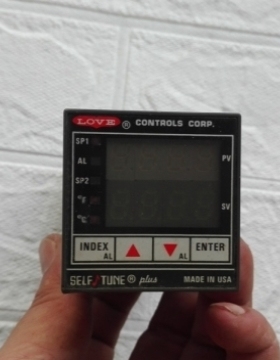 LOVE ® CONTROLS CORP.
SP1
AL
PV
SP2
°F
SV
°C
INDEX AL ▲ ▼ AL ENTER
SELF TUNE ® plus MADE IN USA